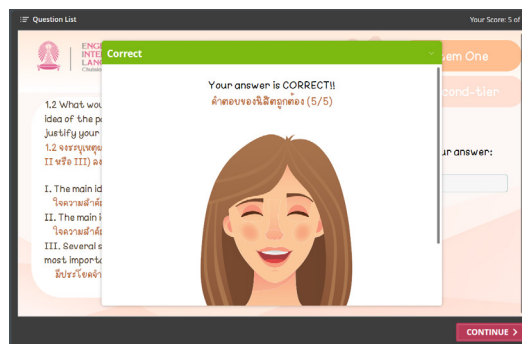 Question List
Your Score: 5 of
ENG
INTE
LAN
Correct
tem One
cond-tier
Your answer is CORRECT!!
คำตอบของนิสิตถูกต้อง (5/5)
1.2 What wou
idea of the p
justify your
1.2 จงระบุเหตุ
II หรือ III) ลง
ur answer:
I. The main id
ใจความสำคั
II. The main i
ใจความสำคั
III. Several s
most importa
มีประโยคจำ
CONTINUE >